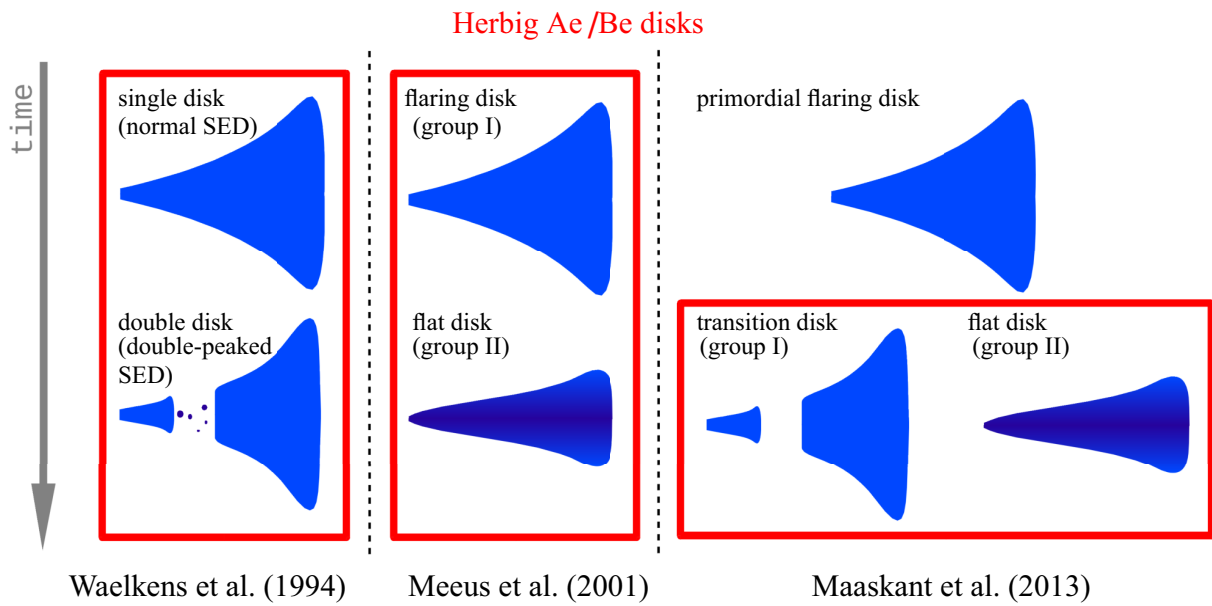 Herbig Ae/Be disks
time
single disk
(normal SED)
double disk
(double-peaked
SED)
flaring disk
(group I)
flat disk
(group II)
primordial flaring disk
transition disk
(group I)
flat disk
(group II)
Waelkens et al. (1994)
Meeus et al. (2001)
Maaskant et al. (2013)